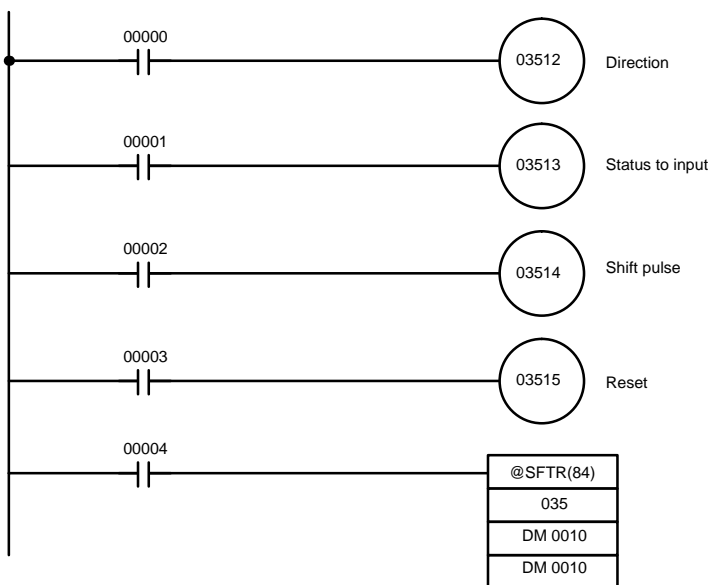 00000
03512 Direction
00001
03513 Status to input
00002
03514 Shift pulse
00003
03515 Reset
00004
@SFTR(84)
035
DM 0010
DM 0010